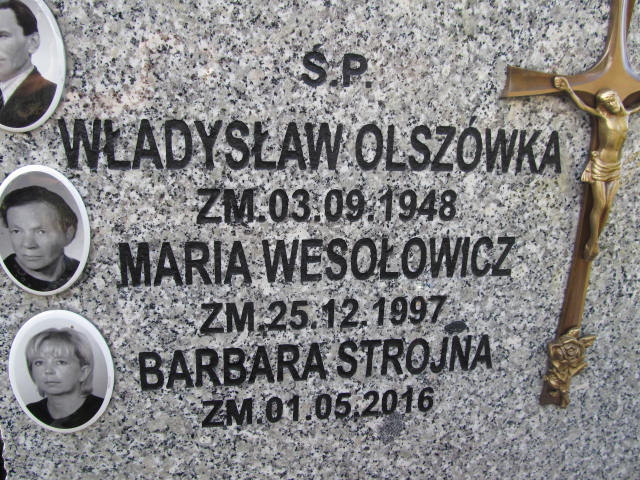 Ś.P.
WŁADYSŁAW OLSZÓWKA
ZM.03.09.1948
MARIA WESOŁOWICZ
ZM.25.12.1997
BARBARA STROJNA
ZM.01.05.2016